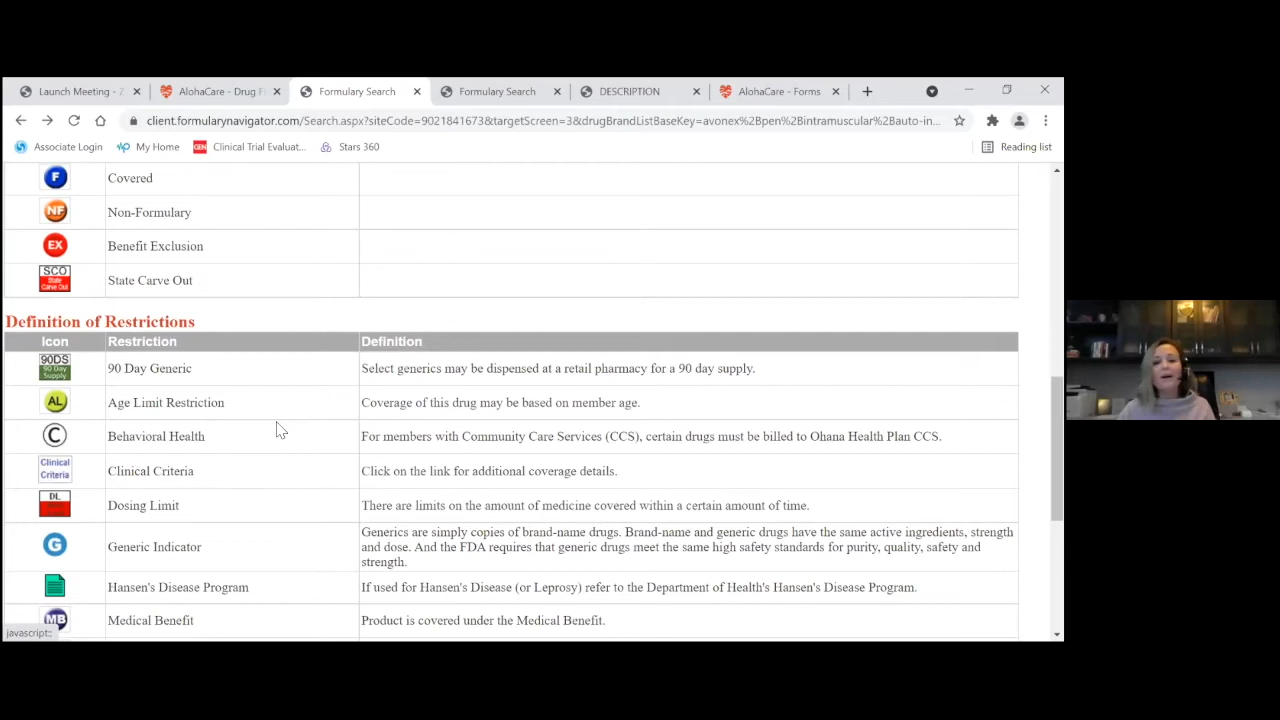 Launch Meeting - Z
AlohaCare - Drug F
Formulary Search
Formulary Search
DESCRIPTION
AlohaCare - Forms
client.formularynavigator.com/Search.aspx?siteCode=9021841673&targetScreen=3&drugBrandListBaseKey=avonex%2Bpen%2Bintramuscular%2Bauto-in...
Associate Login
My Home
GEN Clinical Trial Evaluat...
Stars 360
Reading list
F Covered
NF Non-Formulary
EX Benefit Exclusion
SCO State Carve Out State Carve Out
Definition of Restrictions
Icon Restriction Definition
90DS 90 Day Supply 90 Day Generic Select generics may be dispensed at a retail pharmacy for a 90 day supply.
AL Age Limit Restriction Coverage of this drug may be based on member age.
C Behavioral Health For members with Community Care Services (CCS), certain drugs must be billed to Ohana Health Plan CCS.
Clinical Criteria Clinical Criteria Click on the link for additional coverage details.
DL Dosing Limit There are limits on the amount of medicine covered within a certain amount of time.
G Generic Indicator Generics are simply copies of brand-name drugs. Brand-name and generic drugs have the same active ingredients, strength
and dose. And the FDA requires that generic drugs meet the same high safety standards for purity, quality, safety and
strength.
Hansen's Disease Program If used for Hansen's Disease (or Leprosy) refer to the Department of Health's Hansen's Disease Program.
MB Medical Benefit Product is covered under the Medical Benefit.
javascript:;